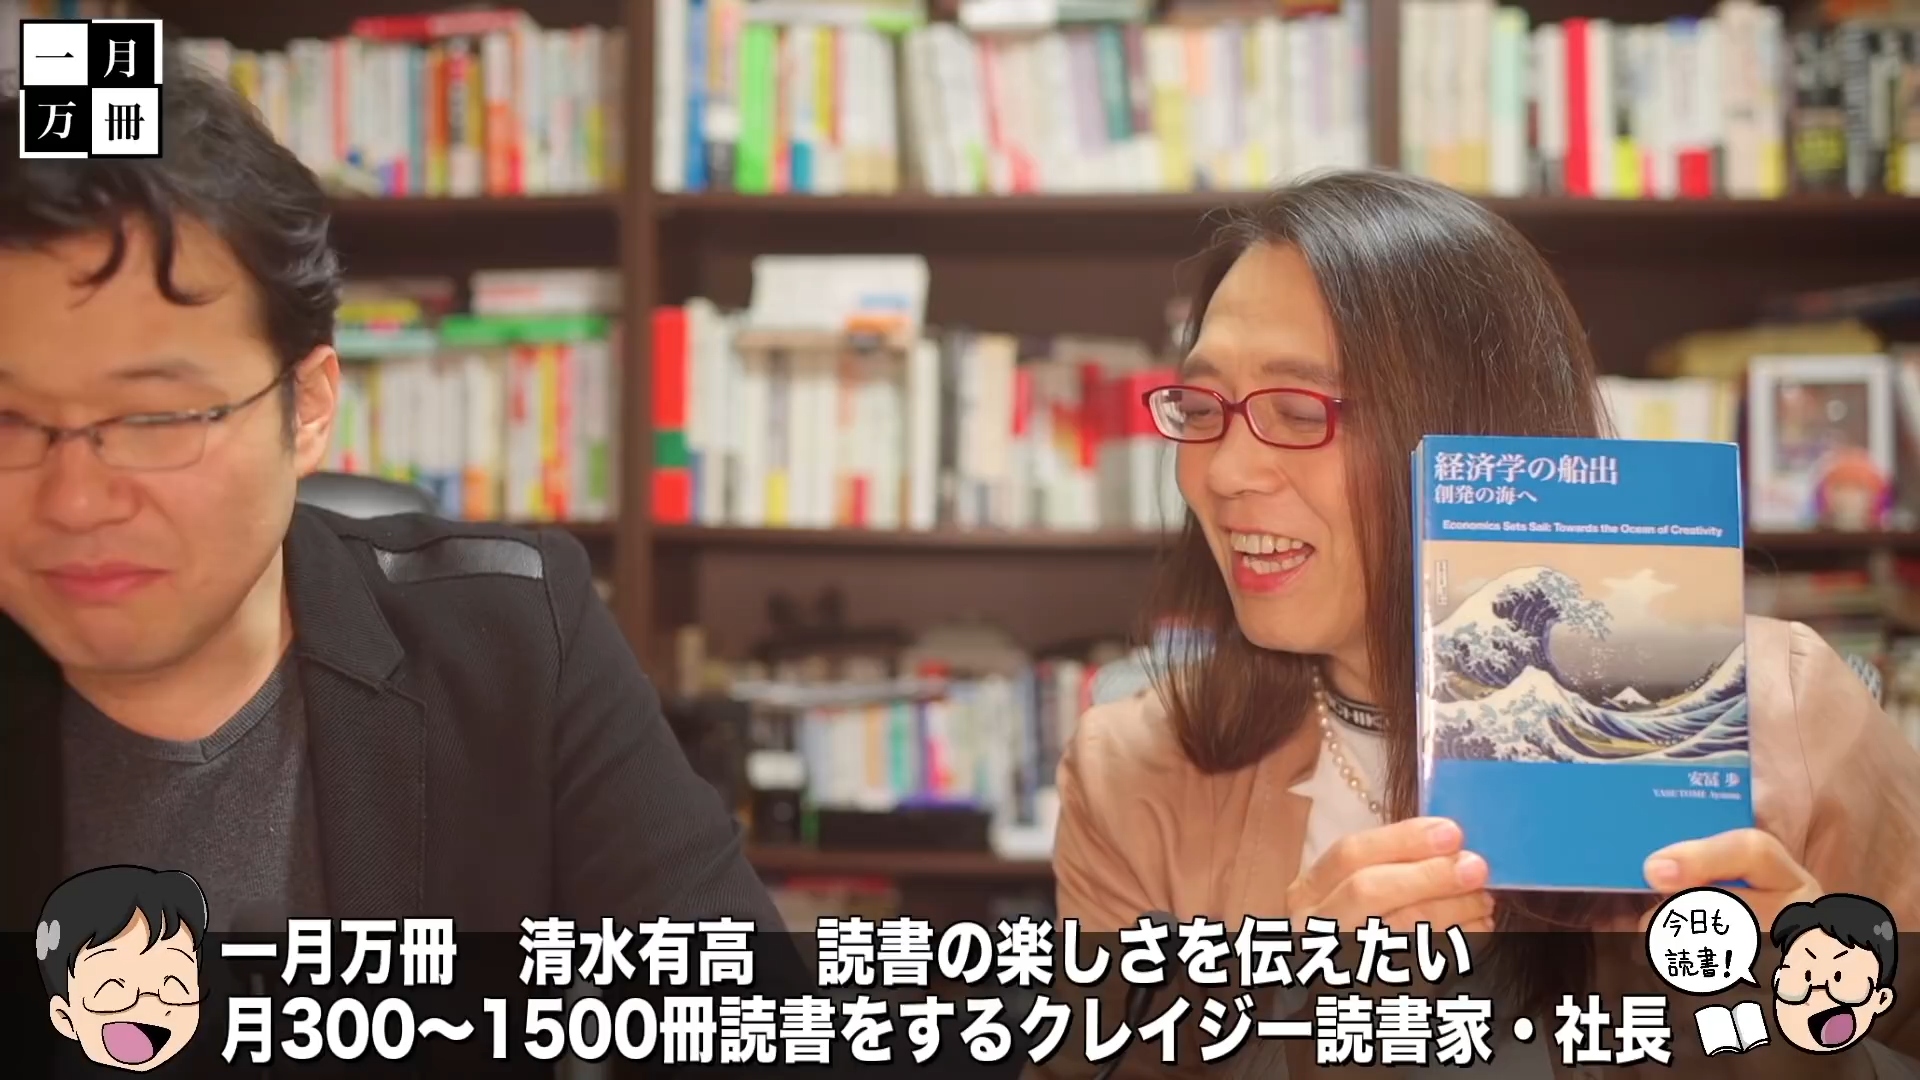 一月
万冊
経済学の船出
創発の海へ
Economics Sets Sail: Towards the Ocean of Creativity
安冨 歩
YASUTOMI Ayumu
今日も
読書!
一月万冊 清水有高 読書の楽しさを伝えたい
月300〜1500冊読書をするクレイジー読書家・社長